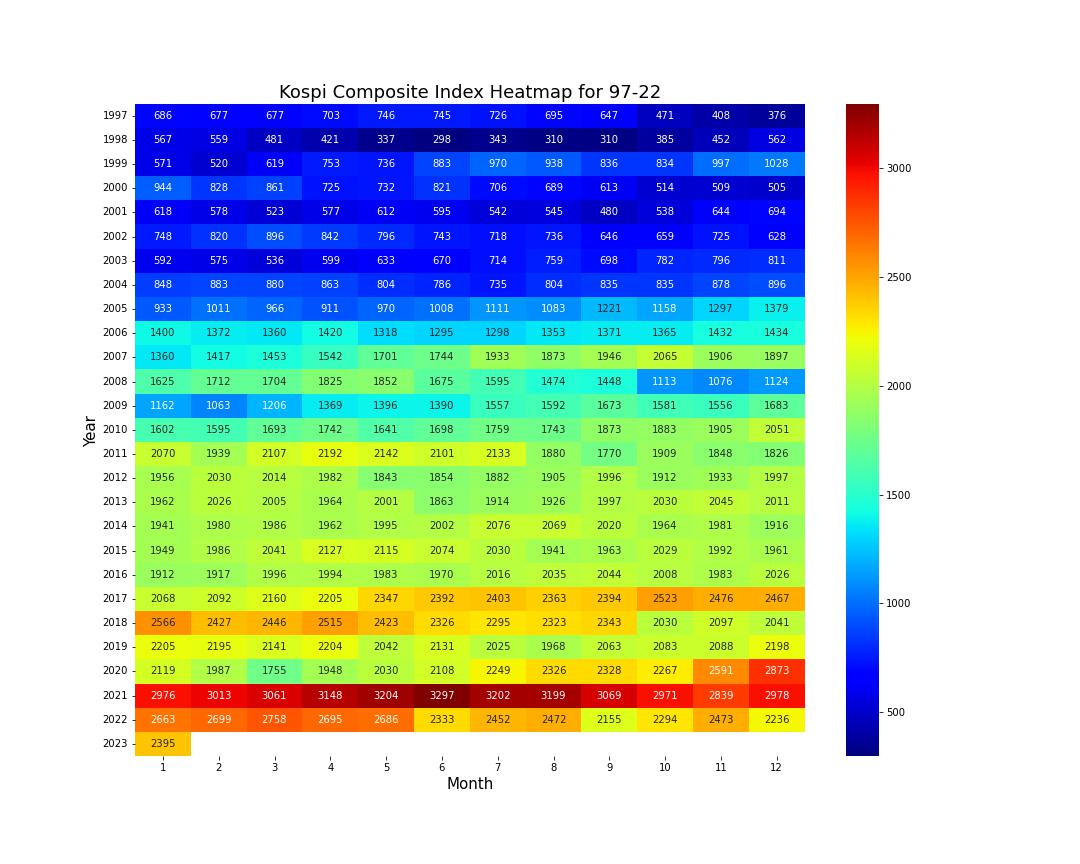 Kospi Composite Index Heatmap for 97-22
1997 686 677 677 703 746 745 726 695 647 471 408 376
1998 567 559 481 421 337 298 343 310 310 385 452 562
1999 571 520 619 753 736 883 970 938 836 834 997 1028
2000 944 828 861 725 732 821 706 689 613 514 509 505
2001 618 578 523 577 612 595 542 545 480 538 644 694
2002 748 820 896 842 796 743 718 736 646 659 725 628
2003 592 575 536 599 633 670 714 759 698 782 796 811
2004 848 883 880 863 804 786 735 804 835 835 878 896
2005 933 1011 966 911 970 1008 1111 1083 1221 1158 1297 1379
2006 1400 1372 1360 1420 1318 1295 1298 1353 1371 1365 1432 1434
2007 1360 1417 1453 1542 1701 1744 1933 1873 1946 2065 1906 1897
2008 1625 1712 1704 1825 1852 1675 1595 1474 1448 1113 1076 1124
2009 1162 1063 1206 1369 1396 1390 1557 1592 1673 1581 1556 1683
2010 1602 1595 1693 1742 1641 1698 1759 1743 1873 1883 1905 2051
2011 2070 1939 2107 2192 2142 2101 2133 1880 1770 1909 1848 1826
2012 1956 2030 2014 1982 1843 1854 1882 1905 1996 1912 1933 1997
2013 1962 2026 2005 1964 2001 1863 1914 1926 1997 2030 2045 2011
2014 1941 1980 1986 1962 1995 2002 2076 2069 2020 1964 1981 1916
2015 1949 1986 2041 2127 2115 2074 2030 1941 1963 2029 1992 1961
2016 1912 1917 1996 1994 1983 1970 2016 2035 2044 2008 1983 2026
2017 2068 2092 2160 2205 2347 2392 2403 2363 2394 2523 2476 2467
2018 2566 2427 2446 2515 2423 2326 2295 2323 2343 2030 2097 2041
2019 2205 2195 2141 2204 2042 2131 2025 1968 2063 2083 2088 2198
2020 2119 1987 1755 1948 2030 2108 2249 2326 2328 2267 2591 2873
2021 2976 3013 3061 3148 3204 3297 3202 3199 3069 2971 2839 2978
2022 2663 2699 2758 2695 2686 2333 2452 2472 2155 2294 2473 2236
2023 2395
1 2 3 4 5 6 7 8 9 10 11 12
Month
Year
3000
2500
2000
1500
1000
500